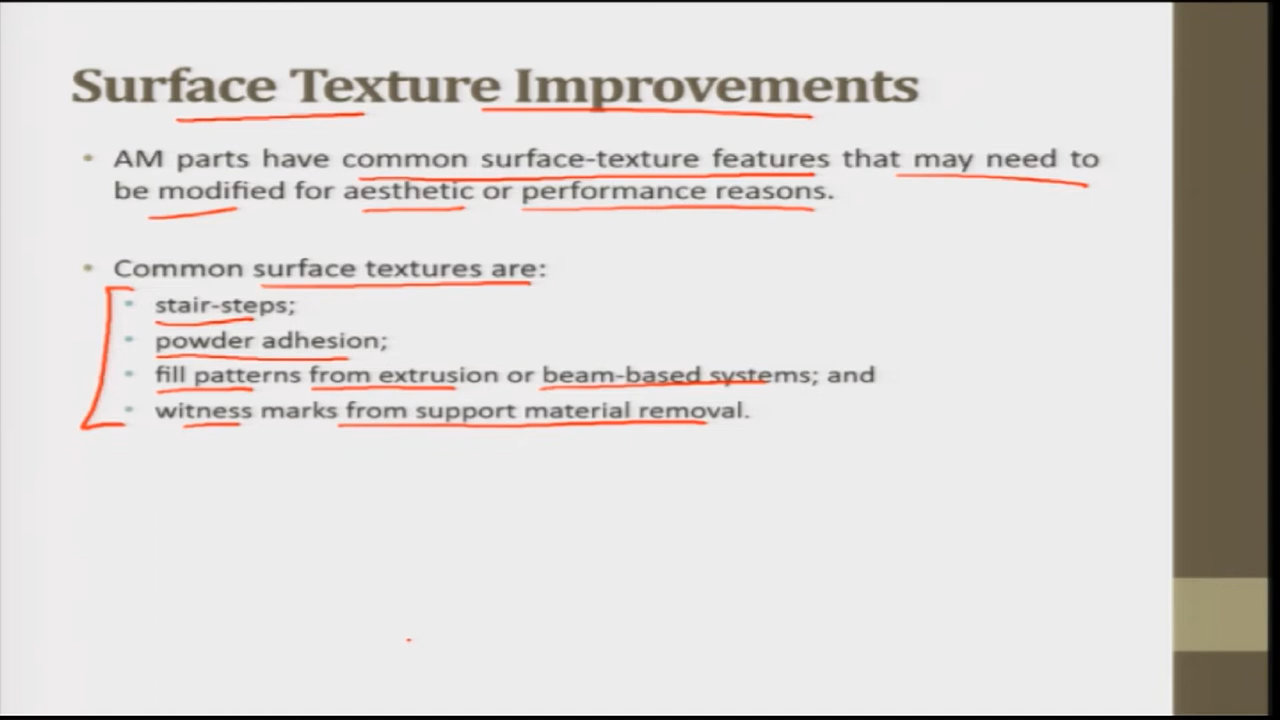 Surface Texture Improvements
• AM parts have common surface-texture features that may need to
be modified for aesthetic or performance reasons.
• Common surface textures are:
• stair-steps;
• powder adhesion;
• fill patterns from extrusion or beam-based systems; and
• witness marks from support material removal.